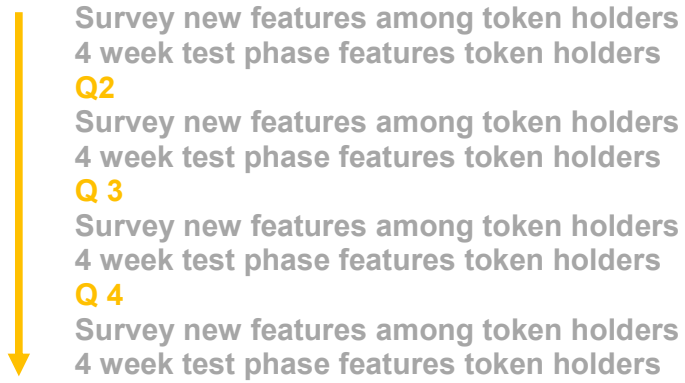 Survey new features among token holders
4 week test phase features token holders
Q2
Survey new features among token holders
4 week test phase features token holders
Q 3
Survey new features among token holders
4 week test phase features token holders
Q 4
Survey new features among token holders
4 week test phase features token holders